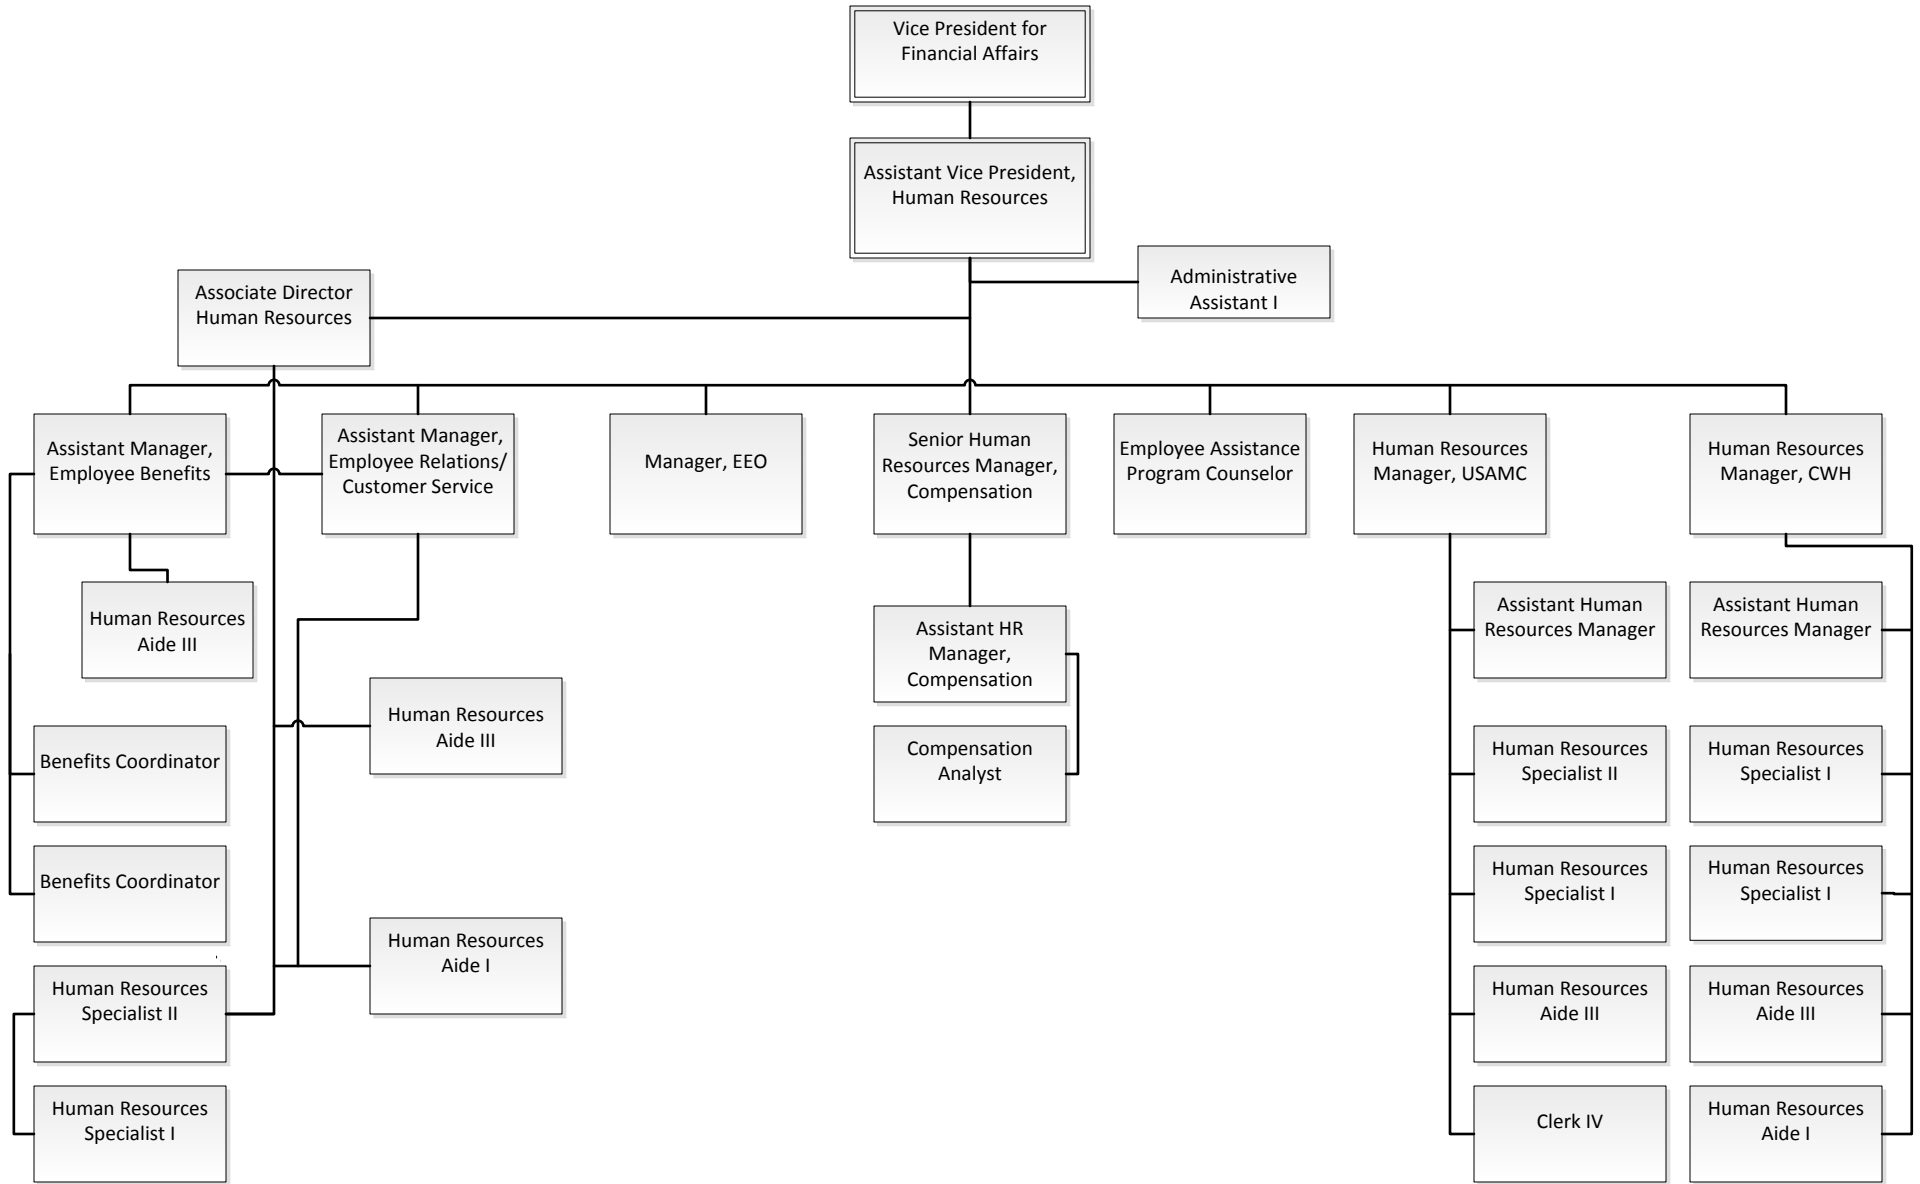 Vice President for
Financial Affairs
Assistant Vice President,
Human Resources
Administrative
Assistant I
Associate Director
Human Resources
Assistant Manager,
Employee Benefits
Assistant Manager,
Employee Relations/
Customer Service
Manager, EEO
Senior Human
Resources Manager,
Compensation
Employee Assistance
Program Counselor
Human Resources
Manager, USAMC
Human Resources
Manager, CWH
Human Resources
Aide III
Human Resources
Aide III
Benefits Coordinator
Benefits Coordinator
Human Resources
Aide I
Human Resources
Specialist II
Human Resources
Specialist I
Assistant HR
Manager,
Compensation
Compensation
Analyst
Assistant Human
Resources Manager
Human Resources
Specialist II
Human Resources
Specialist I
Human Resources
Aide III
Clerk IV
Assistant Human
Resources Manager
Human Resources
Specialist I
Human Resources
Specialist I
Human Resources
Aide III
Human Resources
Aide I